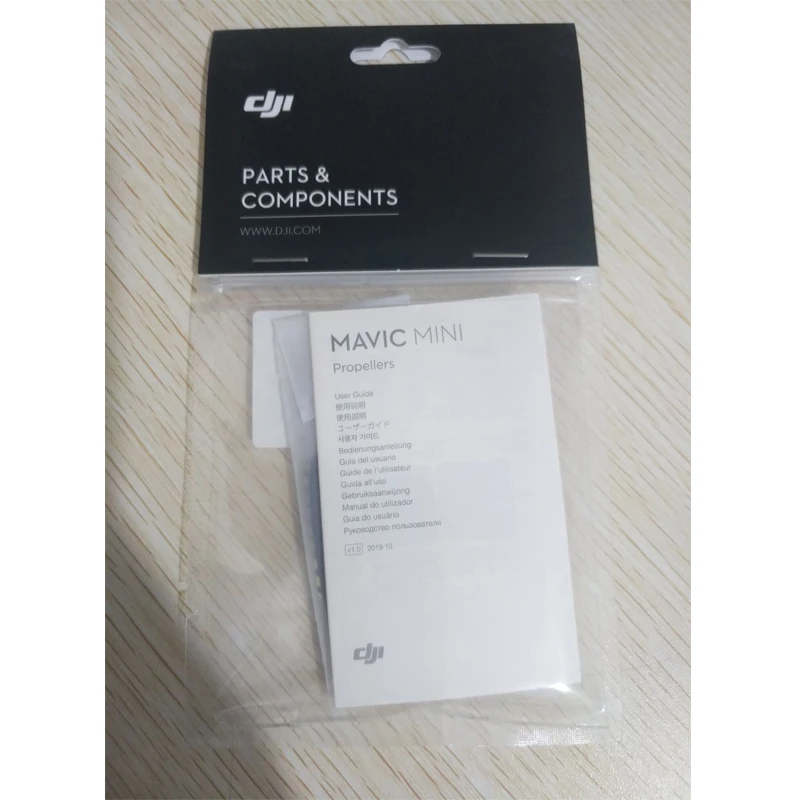 dji
PARTS &
COMPONENTS
WWW.DJI.COM
MAVIC MINI
Propellers
User Guide
使用说明
使用說明
ユーザーガイド
사용자 가이드
Bedienungsanleitung
Guía del usuario
Guide de l'utilisateur
Guida all'uso
Gebruiksaanwijzing
Manual do utilizador
Guia do usuário
Руководство пользователя
v1.0 2019.10
dji